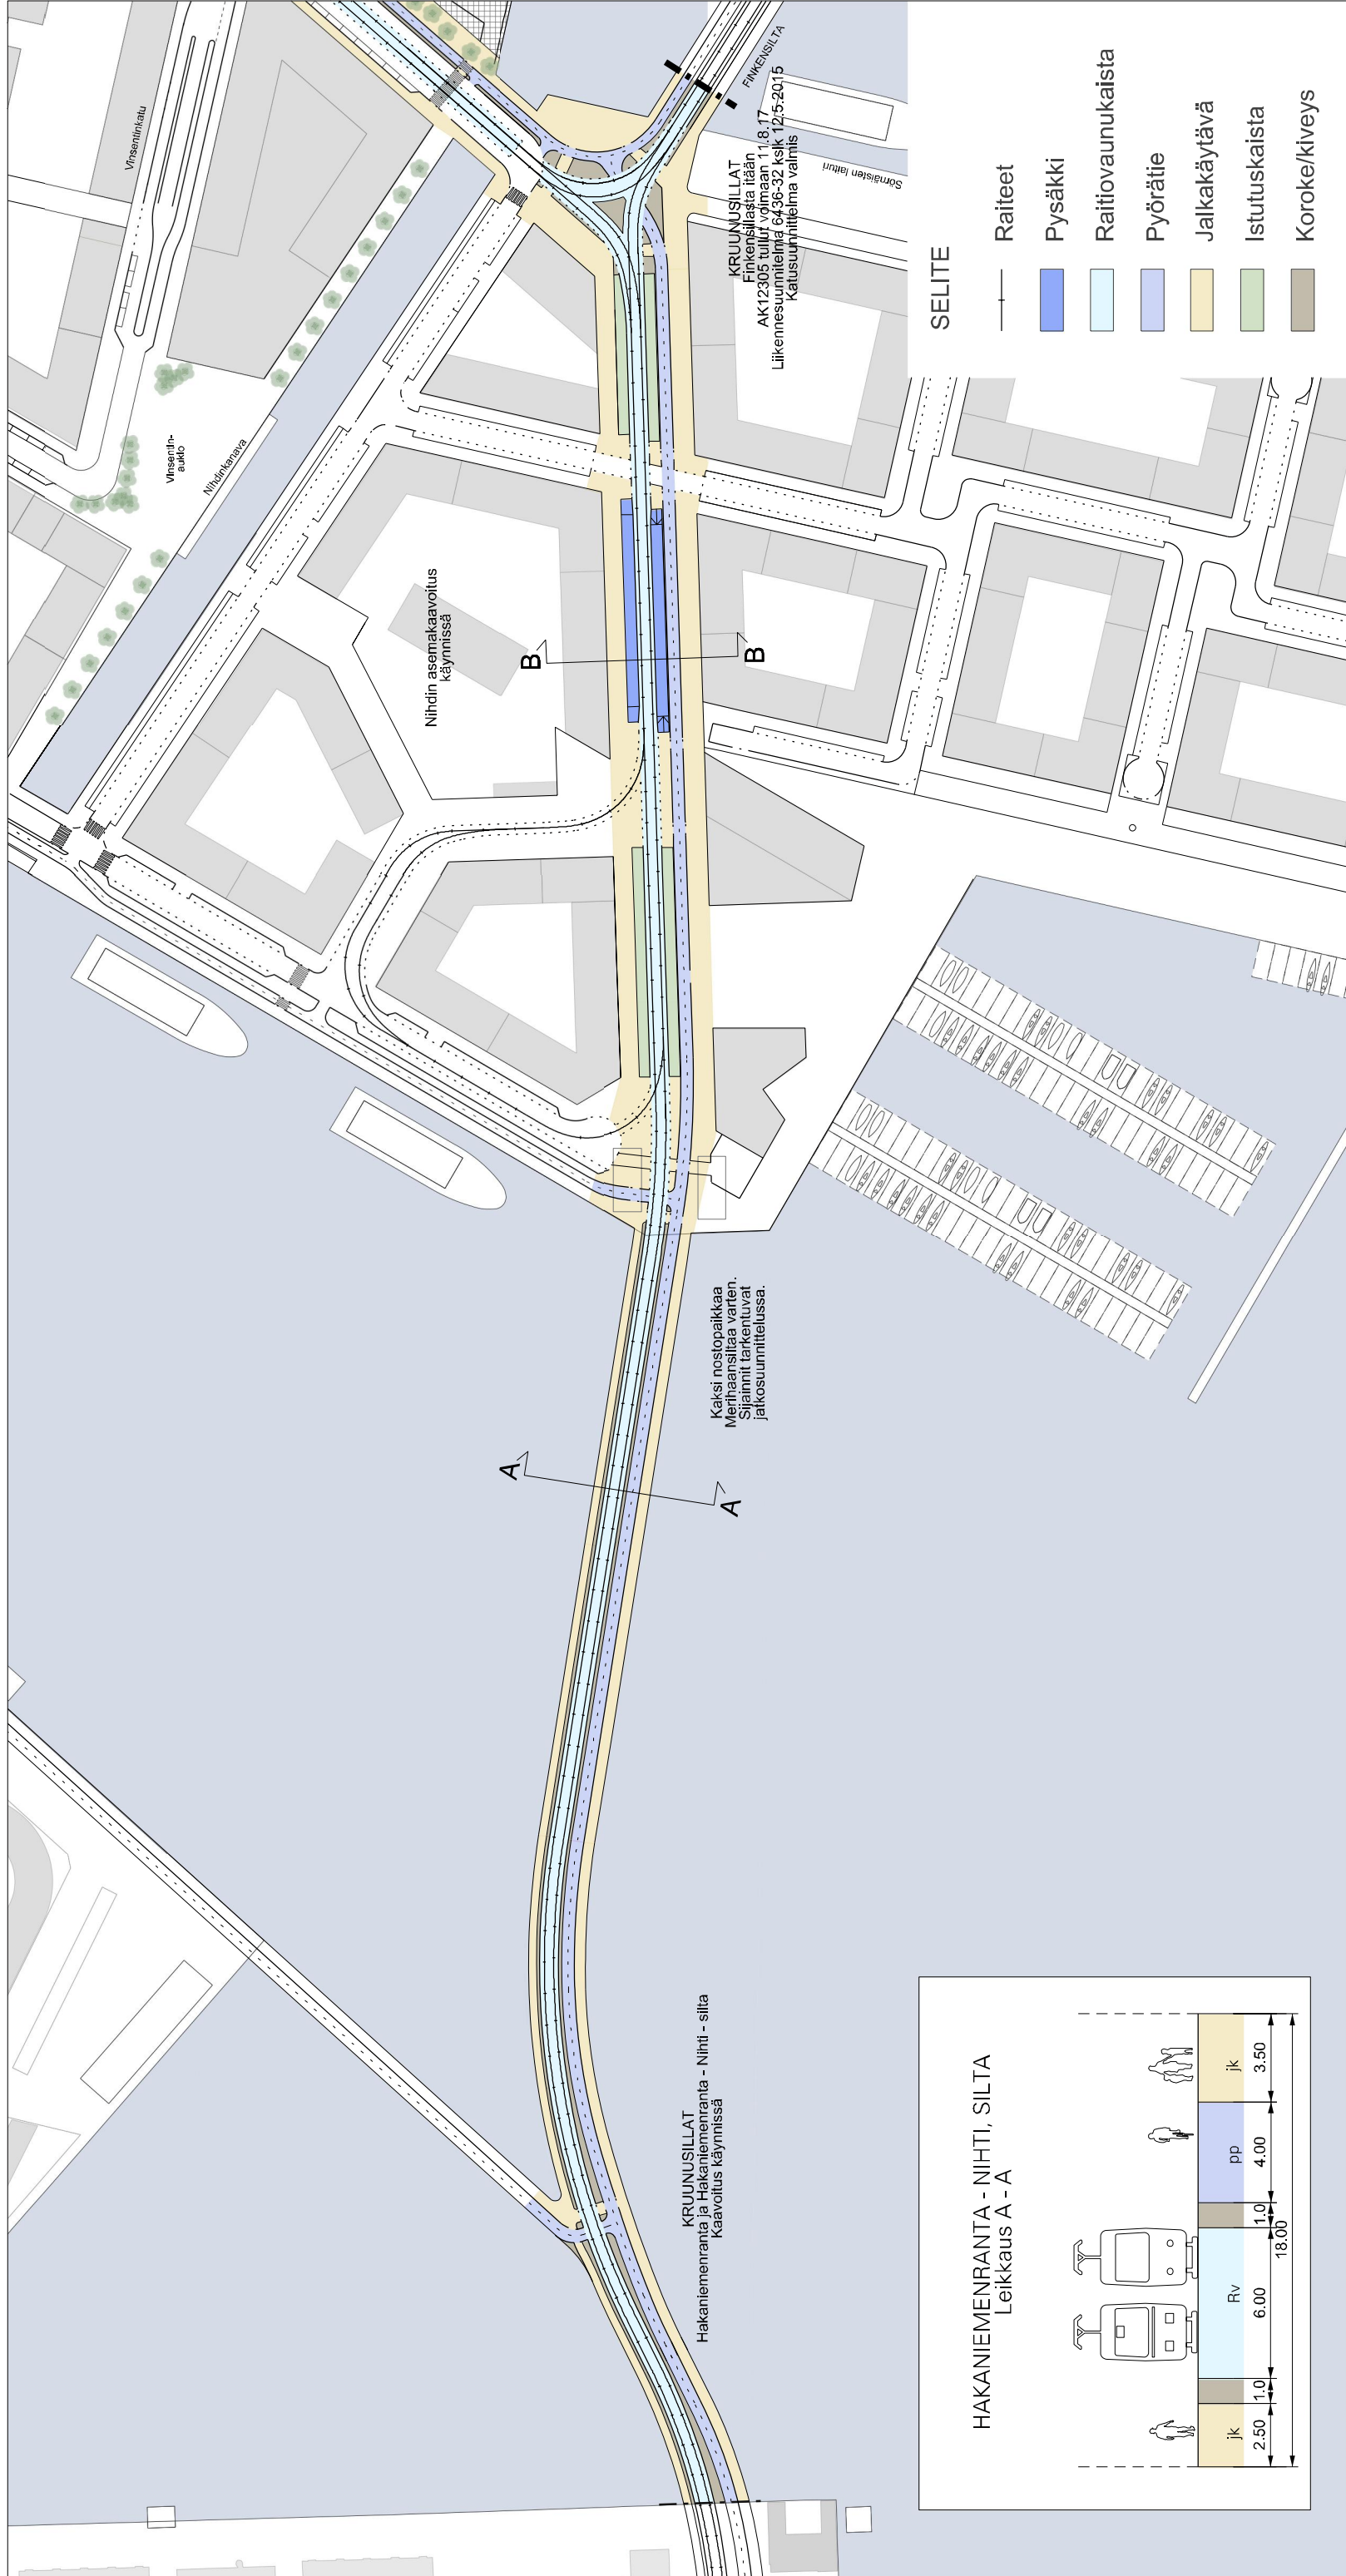 Vinsentinkatu
Vinsentin-
aukio
Nihdinkanava
FINKENSILTA
Sörnäisten laituri
KRUUNUSILLAT
Finkensillasta itään
AK12305 tullut voimaan 11.8.17
Liikennesuunnitelma 6436-32 kslk 12.5.2015
Katusuunnittelma valmis
SELITE
Raiteet
Pysäkki
Raitiovaunukaista
Pyörätie
Jalkakäytävä
Istutuskaista
Koroke/kiveys
Nihdin asemakaavoitus
käynnissä
B
B
Kaksi nostopaikkaa
Merihaansiltaa varten.
Sijainnit tarkentuvat
jatkosuunnittelussa.
A
A
KRUUNUSILLAT
Hakaniemenranta ja Hakaniemenranta - Nihti - silta
Kaavoitus käynnissä
HAKANIEMENRANTA - NIHTI, SILTA
Leikkaus A - A
jk Rv pp jk
2.50 1.0 6.00 1.0 4.00 3.50
18.00